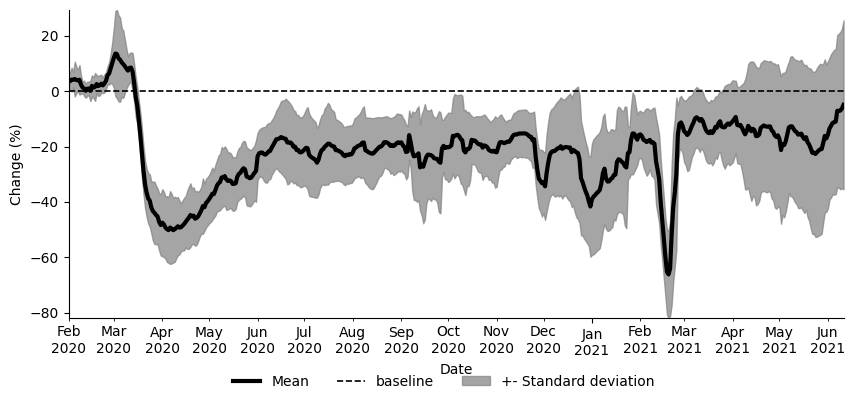 Change (%)
20
0
−20
−40
−60
−80
Feb Mar Apr May Jun Jul Aug Sep Oct Nov Dec Jan Feb Mar Apr May Jun
2020 2020 2020 2020 2020 2020 2020 2020 2020 2020 2020 2021 2021 2021 2021 2021 2021
Date
Mean baseline +- Standard deviation